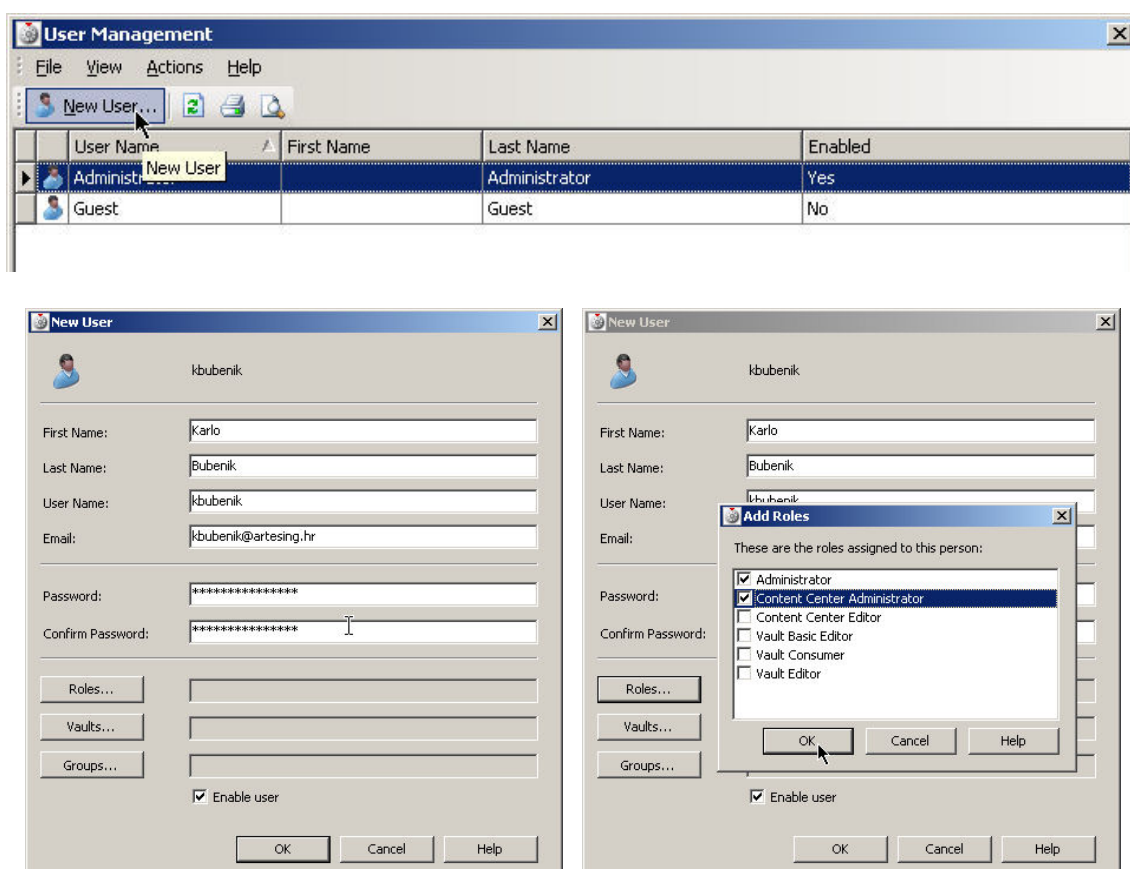 User Management
File View Actions Help
New User...
User Name First Name Last Name Enabled
New User
Administrator Administrator Yes
Guest Guest No
New User
kbubenik
First Name: Karlo
Last Name: Bubenik
User Name: kbubenik
Email: kbubenik@artesing.hr
Password: ***************
Confirm Password: ***************
Roles...
Vaults...
Groups...
Enable user
OK Cancel Help
New User
kbubenik
First Name: Karlo
Last Name: Bubenik
User Name: kbubenik
Email:
Password:
Confirm Password:
Roles...
Vaults...
Groups...
Enable user
OK Cancel Help
Add Roles
These are the roles assigned to this person:
Administrator
Content Center Administrator
Content Center Editor
Vault Basic Editor
Vault Consumer
Vault Editor
OK Cancel Help